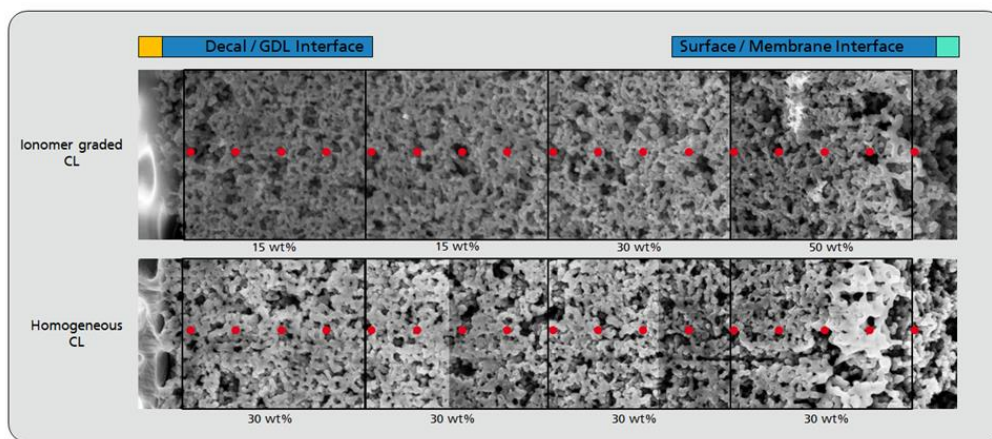 Decal / GDL Interface
Surface / Membrane Interface
Ionomer graded
CL
15 wt%
15 wt%
30 wt%
50 wt%
Homogeneous
CL
30 wt%
30 wt%
30 wt%
30 wt%